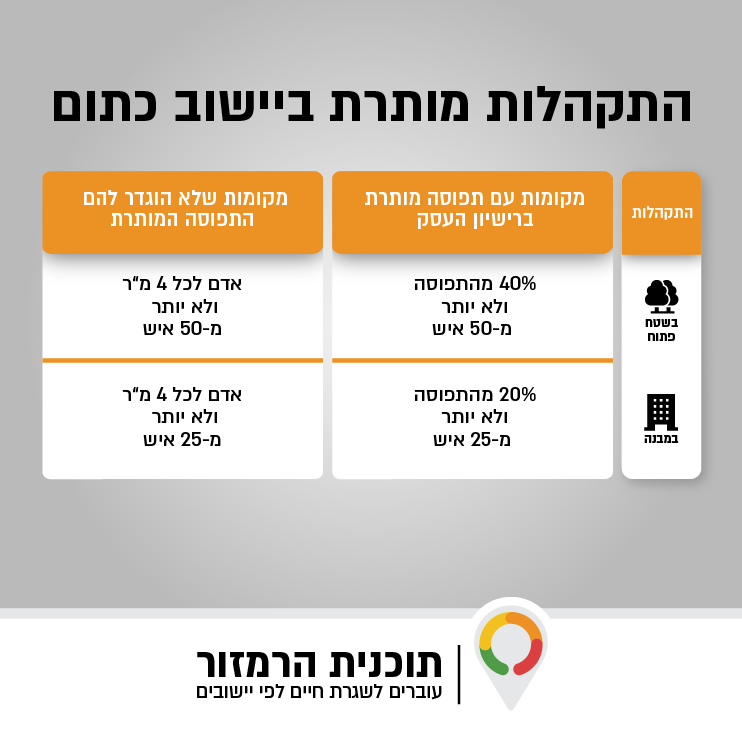 התקהלות מותרת ביישוב כתום
התקהלות
מקומות עם תפוסה מותרת
ברישיון העסק
מקומות שלא הוגדר להם
התפוסה המותרת
בשטח
פתוח
40% מהתפוסה
ולא יותר
מ-50 איש
אדם לכל 4 מ"ר
ולא יותר
מ-50 איש
במבנה
20% מהתפוסה
ולא יותר
מ-25 איש
אדם לכל 4 מ"ר
ולא יותר
מ-25 איש
תוכנית הרמזור
עוברים לשגרת חיים לפי יישובים